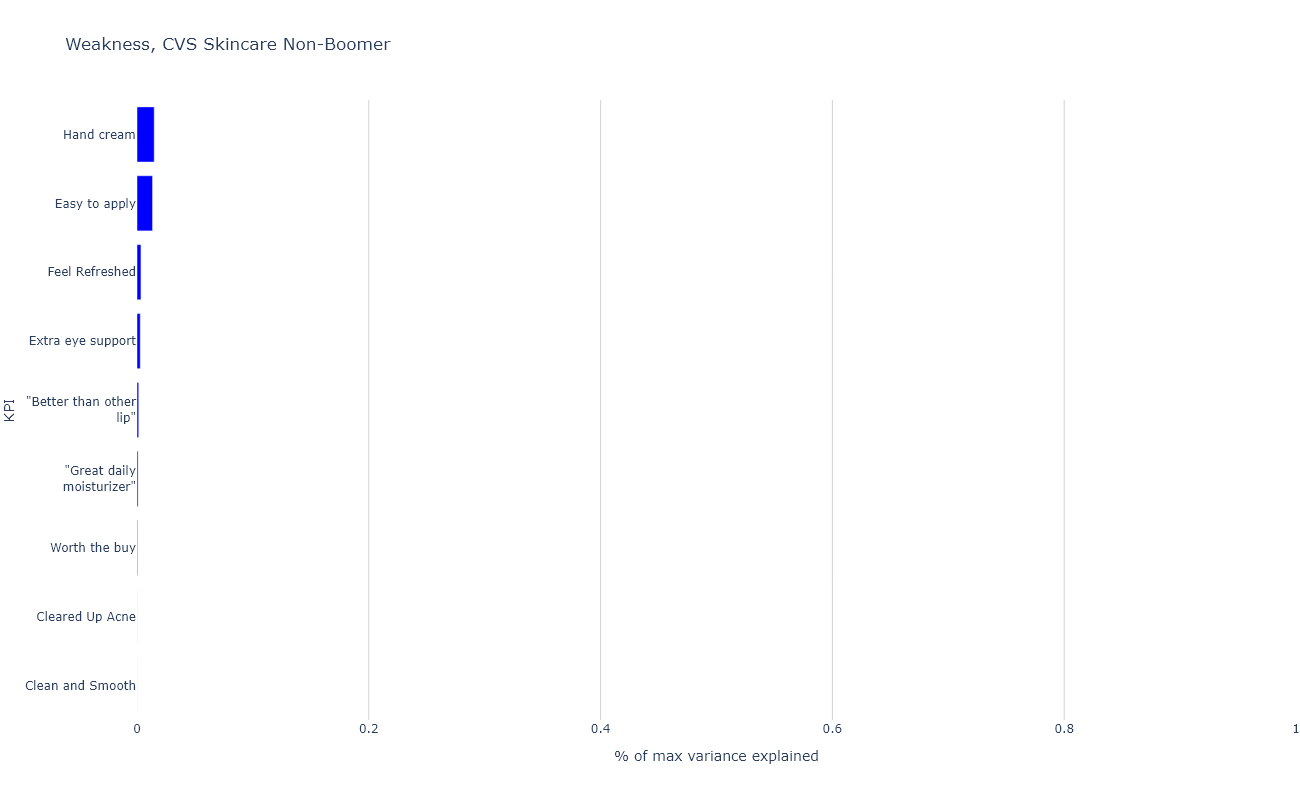 Weakness, CVS Skincare Non-Boomer
Hand cream
Easy to apply
Feel Refreshed
Extra eye support
"Better than other
lip"
"Great daily
moisturizer"
Worth the buy
Cleared Up Acne
Clean and Smooth
KPI
0
0.2
0.4
0.6
0.8
1
% of max variance explained